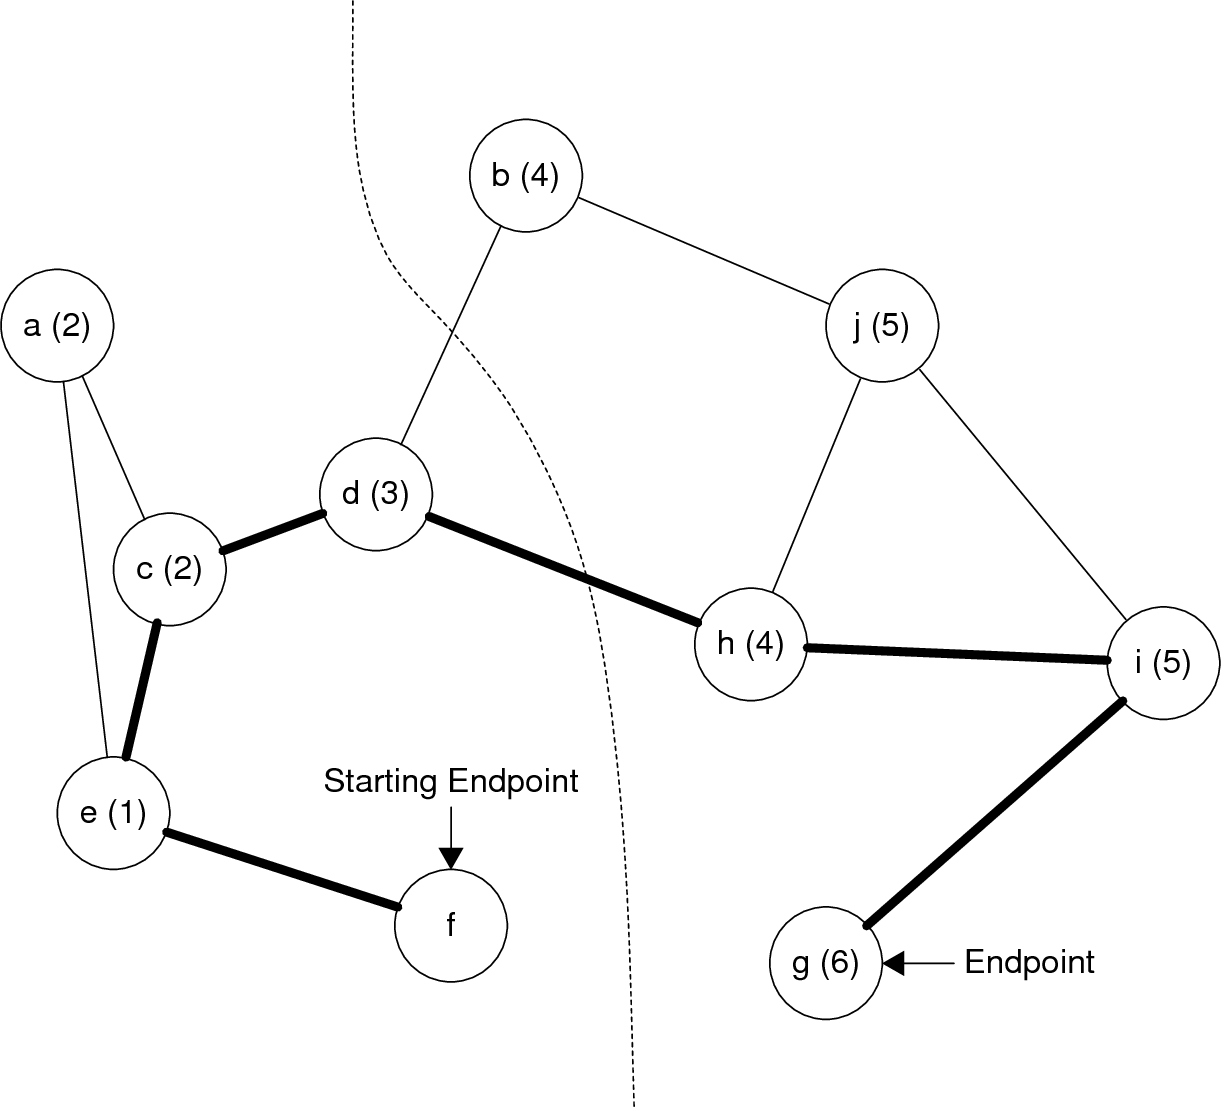 b (4)
a (2)
j (5)
d (3)
c (2)
h (4)
i (5)
Starting Endpoint
e (1)
f
g (6)
Endpoint